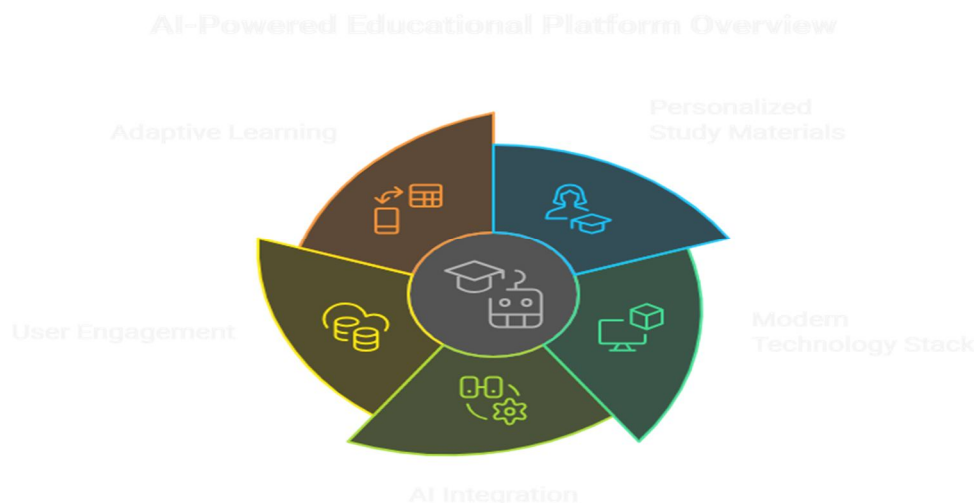 AI-Powered Educational Platform Overview
Personalized
Study Materials
Adaptive Learning
User Engagement
Modern
Technology Stack
AI Integration